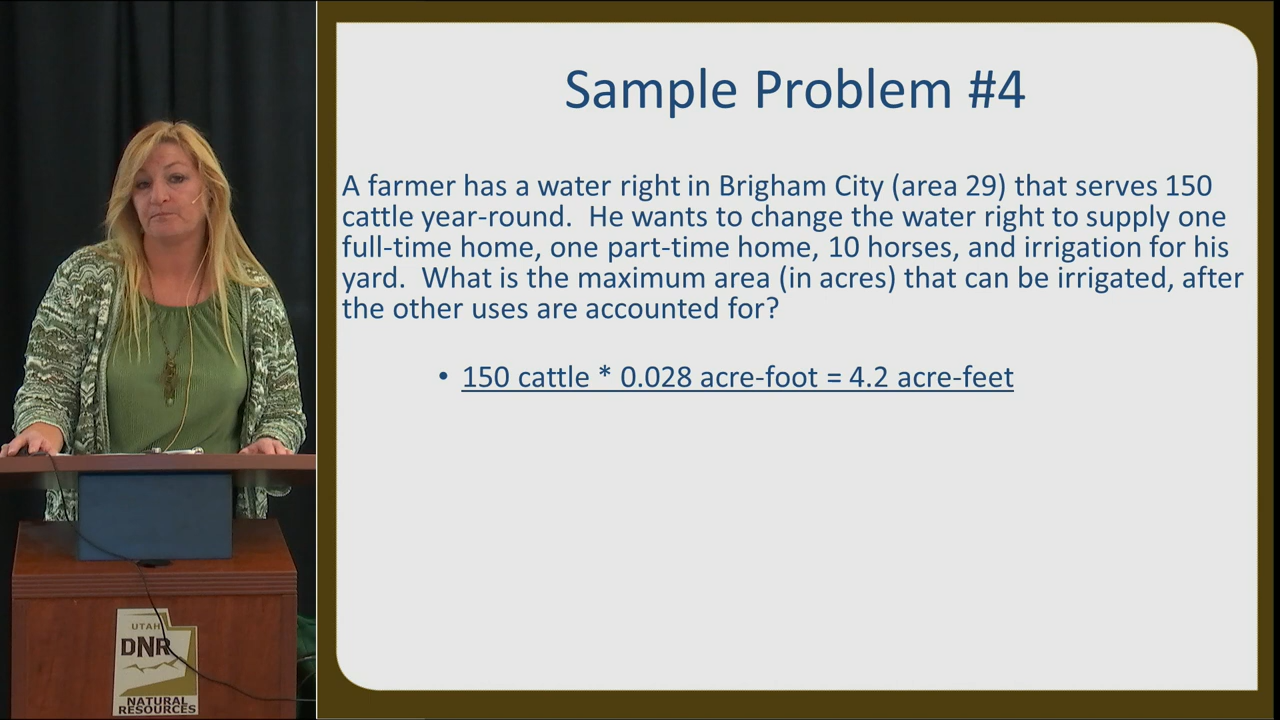 Sample Problem #4
A farmer has a water right in Brigham City (area 29) that serves 150
cattle year-round. He wants to change the water right to supply one
full-time home, one part-time home, 10 horses, and irrigation for his
yard. What is the maximum area (in acres) that can be irrigated, after
the other uses are accounted for?
• 150 cattle * 0.028 acre-foot = 4.2 acre-feet
UTAH
DNR
NATURAL
RESOURCES